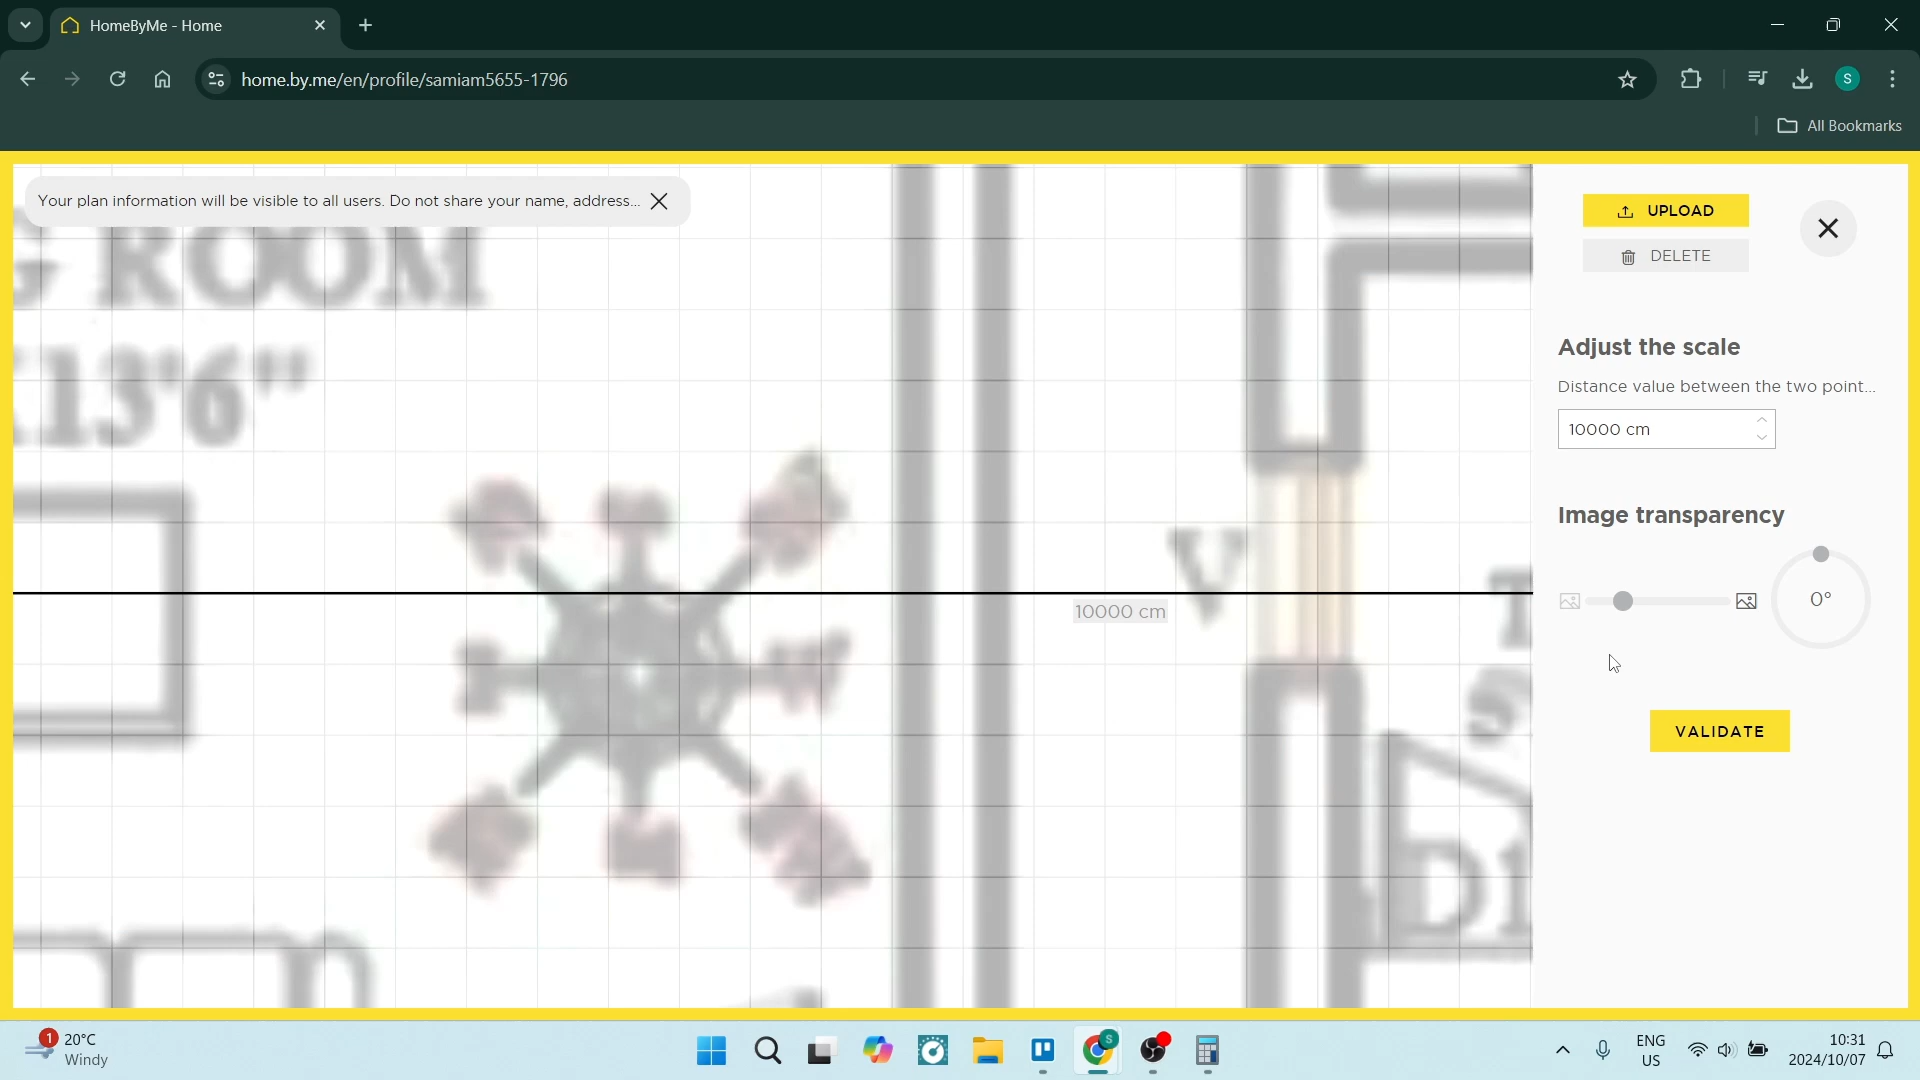 HomeByMe - Home
home.by.me/en/profile/samiam5655-1796
S
All Bookmarks
Your plan information will be visible to all users. Do not share your name, address...
ROOM
13'6"
10000 cm
V
UPLOAD
DELETE
Adjust the scale
Distance value between the two point...
10000 cm
Image transparency
0°
VALIDATE
1
20°C
Windy
S
ENG
US
10:31
2024/10/07